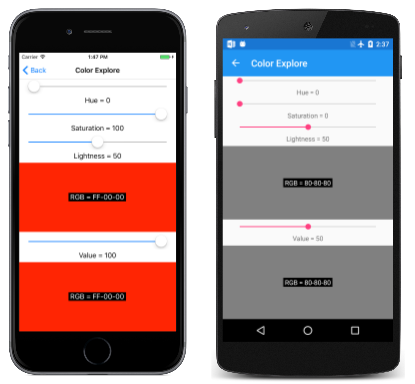 Carrier 1:47 PM
Back Color Explore
Hue = 0
Saturation = 100
Lightness = 50
RGB = FF-00-00
Value = 100
RGB = FF-00-00
2:37
Color Explore
Hue = 0
Saturation = 0
Lightness = 50
RGB = 80-80-80
Value = 50
RGB = 80-80-80